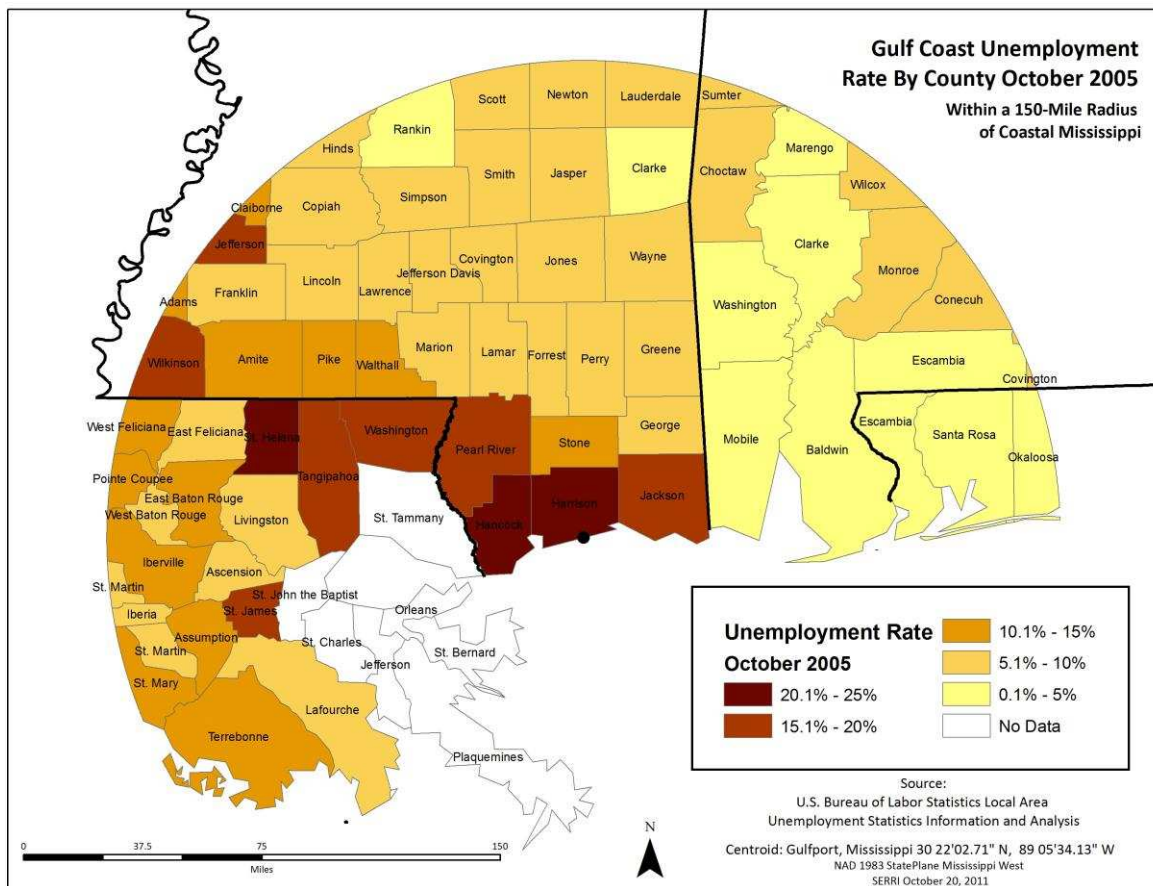 Gulf Coast Unemployment
Rate By County October 2005
Within a 150-Mile Radius
of Coastal Mississippi
Scott
Newton
Lauderdale
Sumter
Rankin
Hinds
Marengo
Clarke
Choctaw
Smith
Jasper
Wilcox
Simpson
Copiah
Claiborne
Jefferson
Clarke
Covington
Jones
Wayne
Jefferson Davis
Monroe
Lincoln
Lawrence
Franklin
Adams
Washington
Conecuh
Marion
Lamar
Forrest
Perry
Greene
Wilkinson
Amite
Pike
Walthall
Escambia
Covington
West Feliciana
East Feliciana
St. Helena
Washington
Tangipahoa
Pearl River
Stone
George
Mobile
Baldwin
Escambia
Santa Rosa
Okaloosa
Pointe Coupee
East Baton Rouge
West Baton Rouge
Livingston
St. Tammany
Hancock
Harrison
Jackson
Iberville
Ascension
St. Martin
St. John the Baptist
St. James
Orleans
Iberia
Assumption
St. Charles
St. Martin
Jefferson
St. Bernard
St. Mary
Lafourche
Terrebonne
Plaquemines
Unemployment Rate
October 2005
20.1% - 25%
15.1% - 20%
10.1% - 15%
5.1% - 10%
0.1% - 5%
No Data
Source:
U.S. Bureau of Labor Statistics Local Area
Unemployment Statistics Information and Analysis
Centroid: Gulfport, Mississippi 30 22'02.71" N, 89 05'34.13" W
NAD 1983 StatePlane Mississippi West
SERRI October 20, 2011
N
0 37.5 75 150
Miles